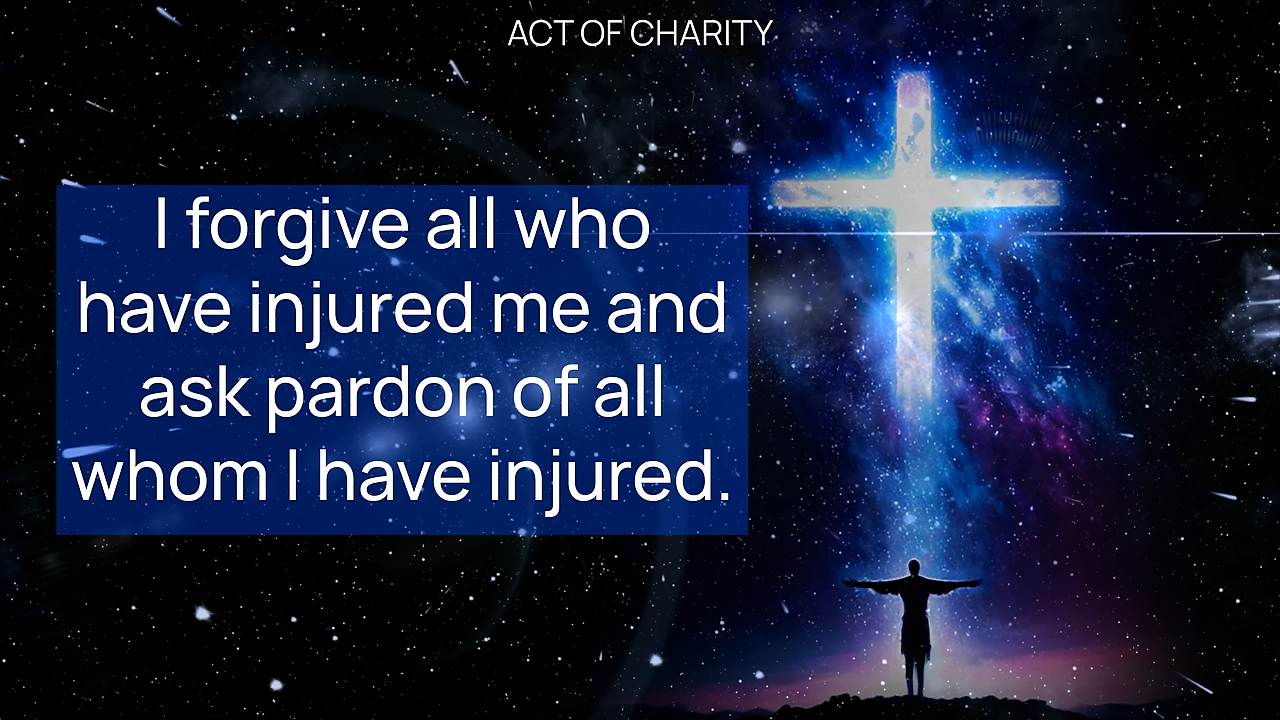 ACT OF CHARITY
I forgive all who
have injured me and
ask pardon of all
whom I have injured.